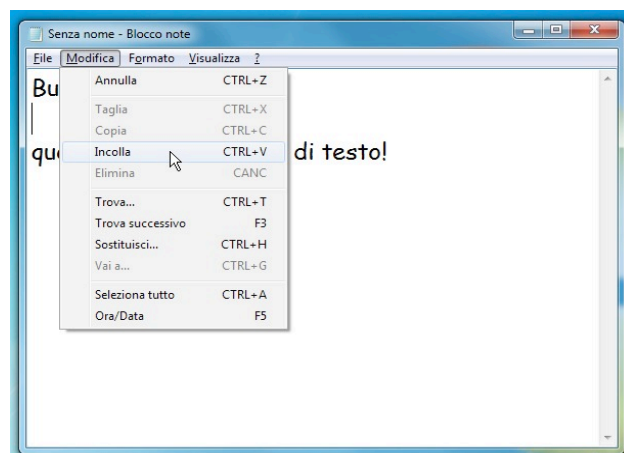 Senza nome - Blocco note
File Modifica Formato Visualizza ?
Annulla CTRL+Z
Taglia CTRL+X
Copia CTRL+C
Incolla CTRL+V
Elimina CANC
Trova... CTRL+T
Trova successivo F3
Sostituisci... CTRL+H
Vai a... CTRL+G
Seleziona tutto CTRL+A
Ora/Data F5
Bu
qu
di testo!